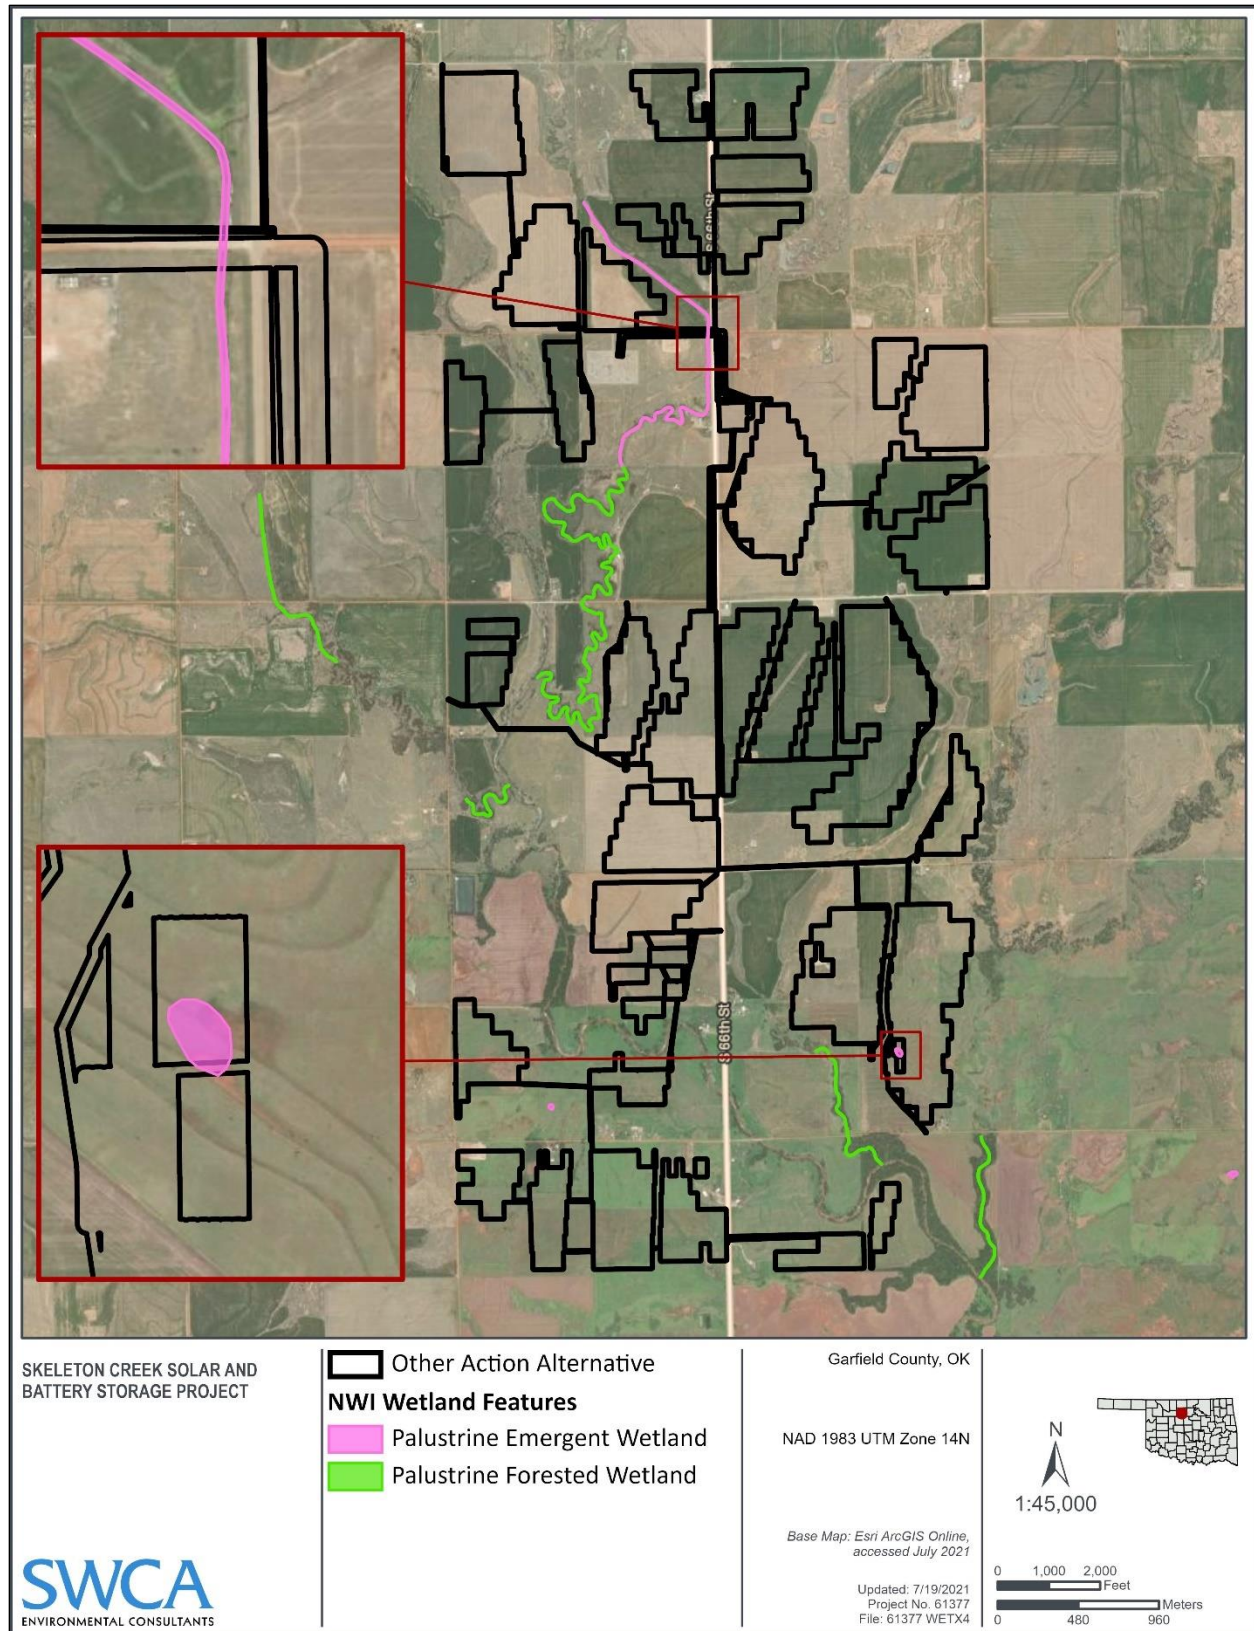 S 66th St
S 66th St
SKELETON CREEK SOLAR AND
BATTERY STORAGE PROJECT
SWCA
ENVIRONMENTAL CONSULTANTS
Other Action Alternative
NWI Wetland Features
Palustrine Emergent Wetland
Palustrine Forested Wetland
Garfield County, OK
NAD 1983 UTM Zone 14N
Base Map: Esri ArcGIS Online,
accessed July 2021
Updated: 7/19/2021
Project No. 61377
File: 61377 WETX4
N
1:45,000
0 1,000 2,000
Feet
Meters
0 480 960